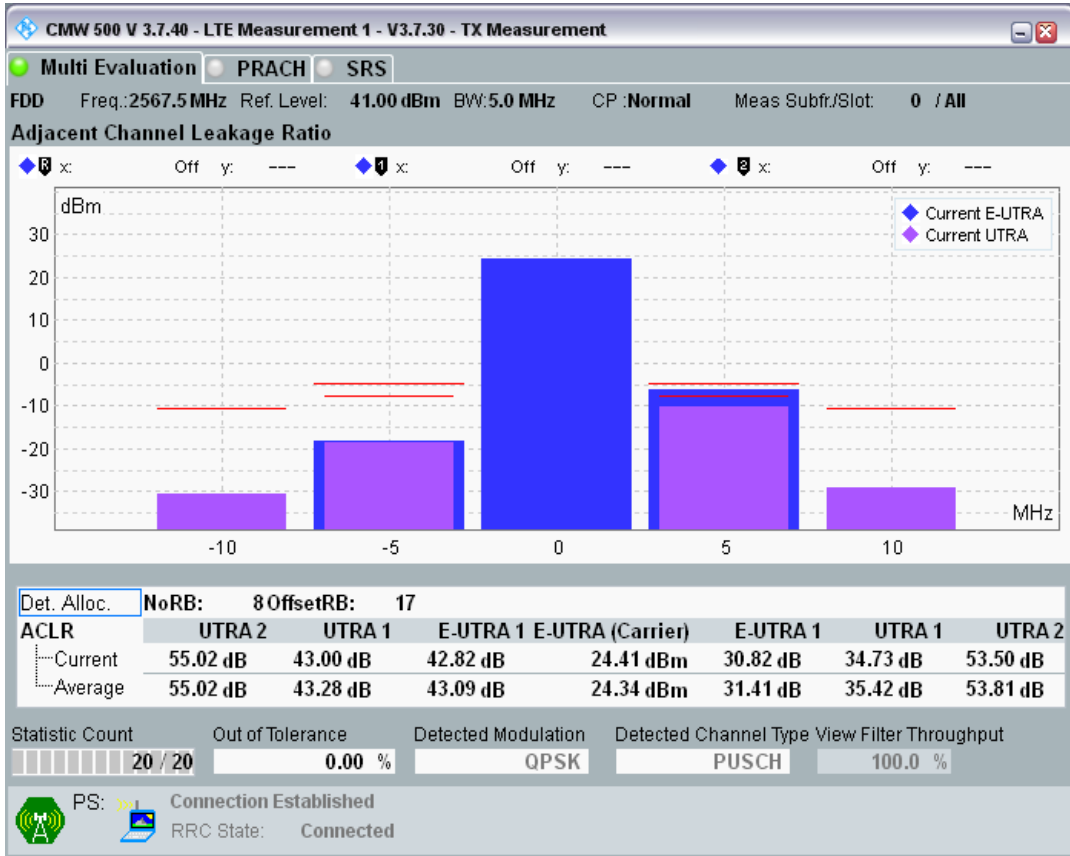 CMW 500 V 3.7.40 - LTE Measurement 1 - V3.7.30 - TX Measurement
Multi Evaluation PRACH SRS
FDD Freq.:2567.5 MHz Ref. Level: 41.00 dBm BW:5.0 MHz CP :Normal Meas Subfr./Slot: 0 / All
Adjacent Channel Leakage Ratio
R x: Off y: --- 1 x: Off y: --- 2 x: Off y: ---
dBm
Current E-UTRA
Current UTRA
30
20
10
0
-10
-20
-30
MHz
-10 -5 0 5 10
Det. Alloc. NoRB: 8 OffsetRB: 17
ACLR UTRA 2 UTRA 1 E-UTRA 1 E-UTRA (Carrier) E-UTRA 1 UTRA 1 UTRA 2
Current 55.02 dB 43.00 dB 42.82 dB 24.41 dBm 30.82 dB 34.73 dB 53.50 dB
Average 55.02 dB 43.28 dB 43.09 dB 24.34 dBm 31.41 dB 35.42 dB 53.81 dB
Statistic Count Out of Tolerance Detected Modulation Detected Channel Type View Filter Throughput
20 / 20 0.00 % QPSK PUSCH 100.0 %
PS: Connection Established
RRC State: Connected